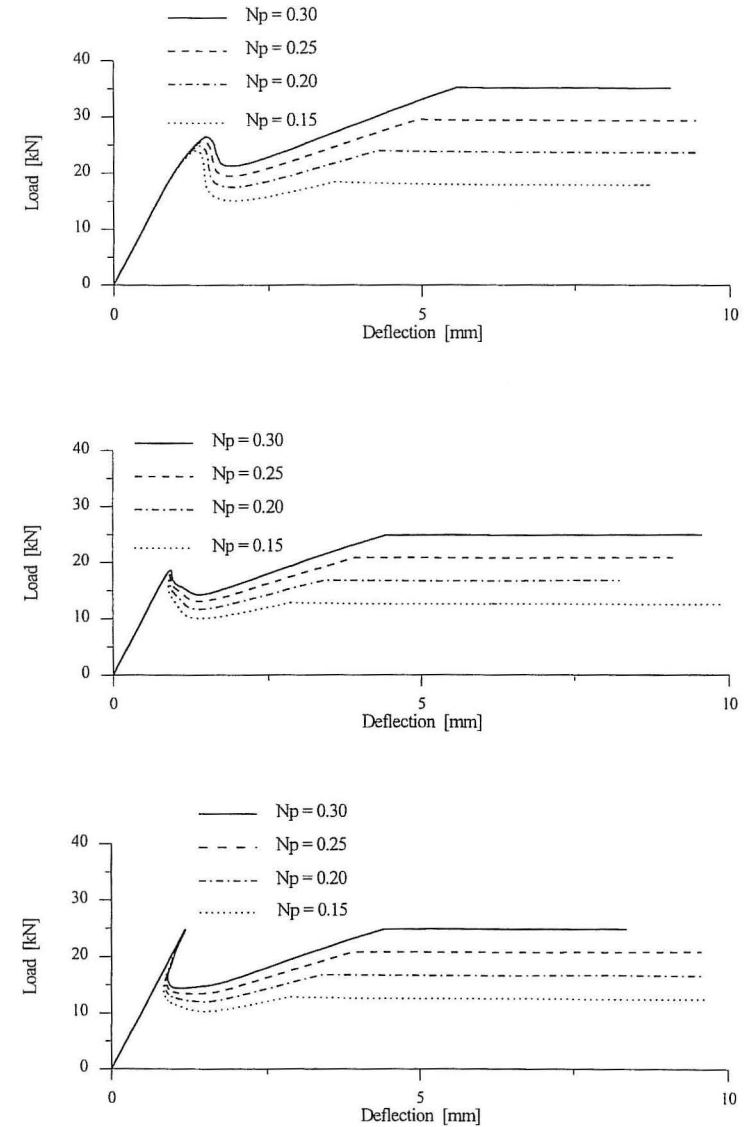 Np = 0.30
Np = 0.25
Np = 0.20
Np = 0.15
40
30
20
10
0
Load [kN]
0 5 10
Deflection [mm]
Np = 0.30
Np = 0.25
Np = 0.20
Np = 0.15
40
30
20
10
0
Load [kN]
0 5 10
Deflection [mm]
Np = 0.30
Np = 0.25
Np = 0.20
Np = 0.15
40
30
20
10
0
Load [kN]
0 5 10
Deflection [mm]